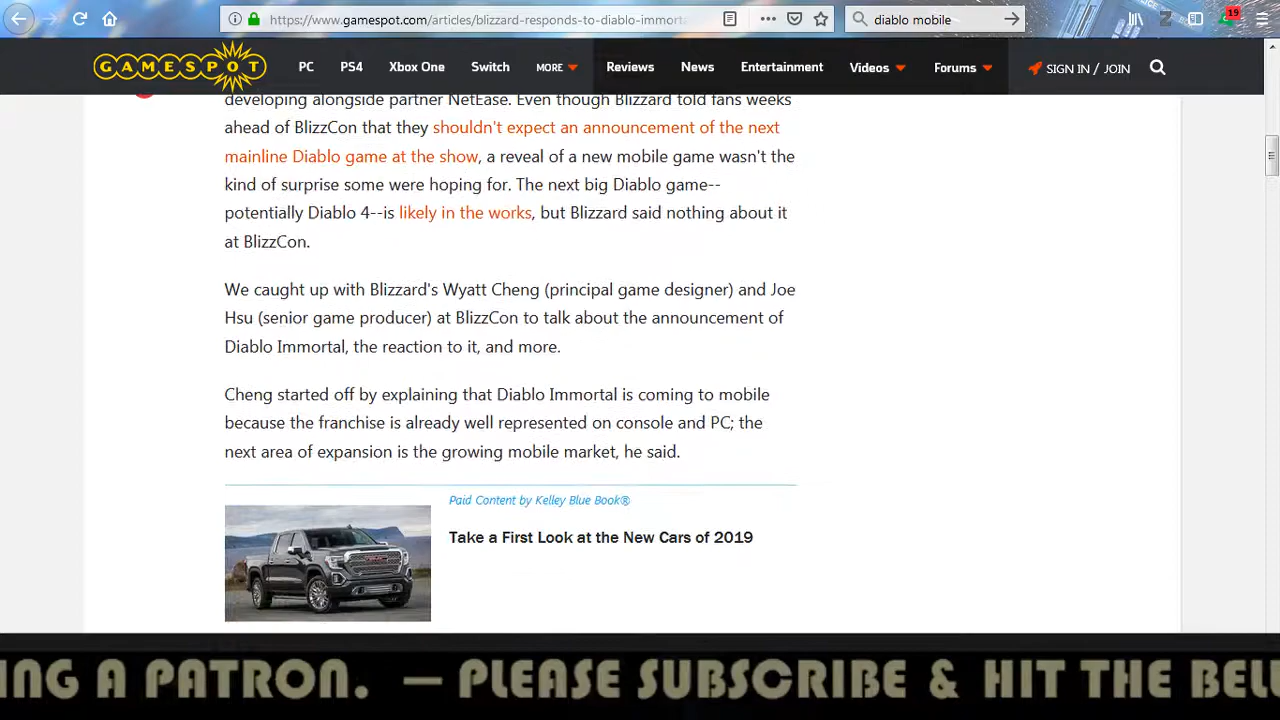 https://www.gamespot.com/articles/blizzard-responds-to-diablo-immorta
diablo mobile
19
GAMESPOT
PC
PS4
Xbox One
Switch
MORE
Reviews
News
Entertainment
Videos
Forums
SIGN IN / JOIN
developing alongside partner NetEase. Even though Blizzard told fans weeks
ahead of BlizzCon that they shouldn't expect an announcement of the next
mainline Diablo game at the show, a reveal of a new mobile game wasn't the
kind of surprise some were hoping for. The next big Diablo game--
potentially Diablo 4--is likely in the works, but Blizzard said nothing about it
at BlizzCon.
We caught up with Blizzard's Wyatt Cheng (principal game designer) and Joe
Hsu (senior game producer) at BlizzCon to talk about the announcement of
Diablo Immortal, the reaction to it, and more.
Cheng started off by explaining that Diablo Immortal is coming to mobile
because the franchise is already well represented on console and PC; the
next area of expansion is the growing mobile market, he said.
Paid Content by Kelley Blue Book®
Take a First Look at the New Cars of 2019
ING A PATRON. — PLEASE SUBSCRIBE & HIT THE BELL